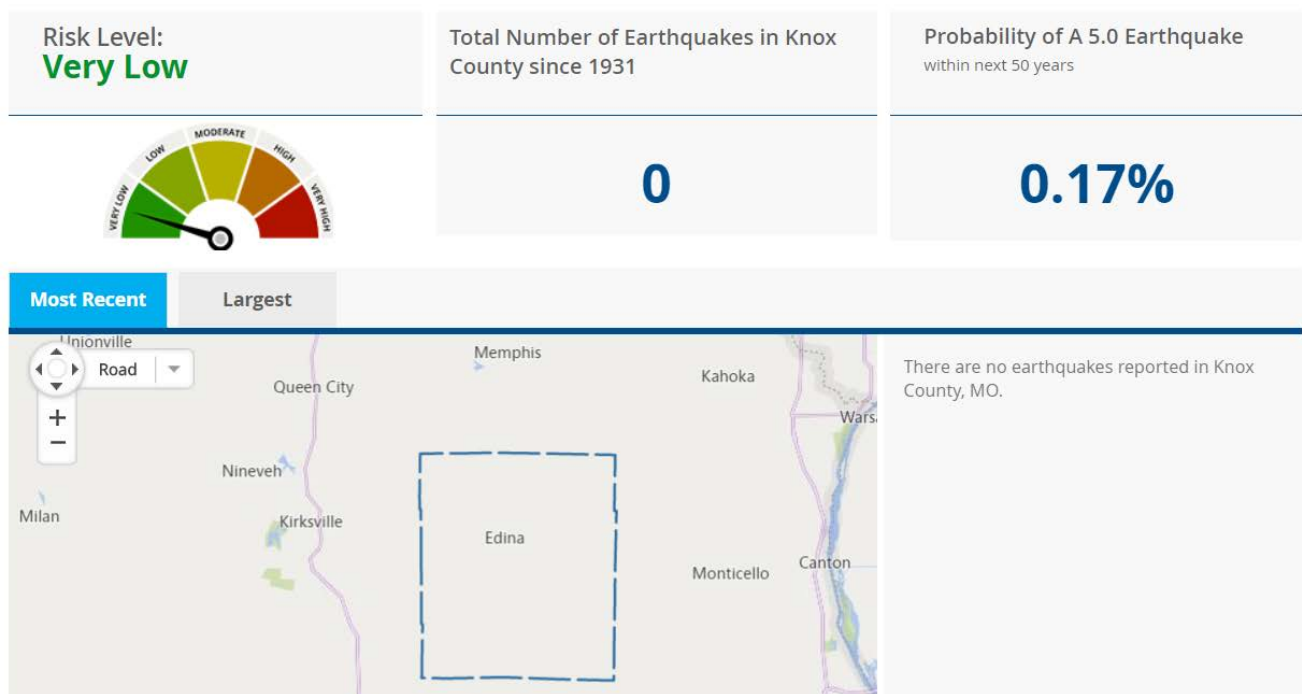 Risk Level:
Very Low
Total Number of Earthquakes in Knox
County since 1931
Probability of A 5.0 Earthquake
within next 50 years
VERY LOW
LOW
MODERATE
HIGH
VERY HIGH
0
0.17%
Most Recent
Largest
Unionville
Road
Memphis
Queen City
Kahoka
Warsa
Nineveh
Milan
Kirksville
Edina
Monticello
Canton
There are no earthquakes reported in Knox
County, MO.